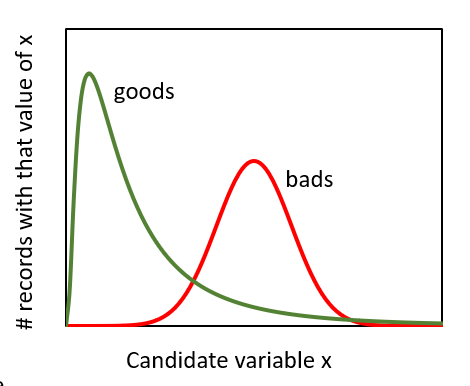 # records with that value of x
goods
bads
Candidate variable x